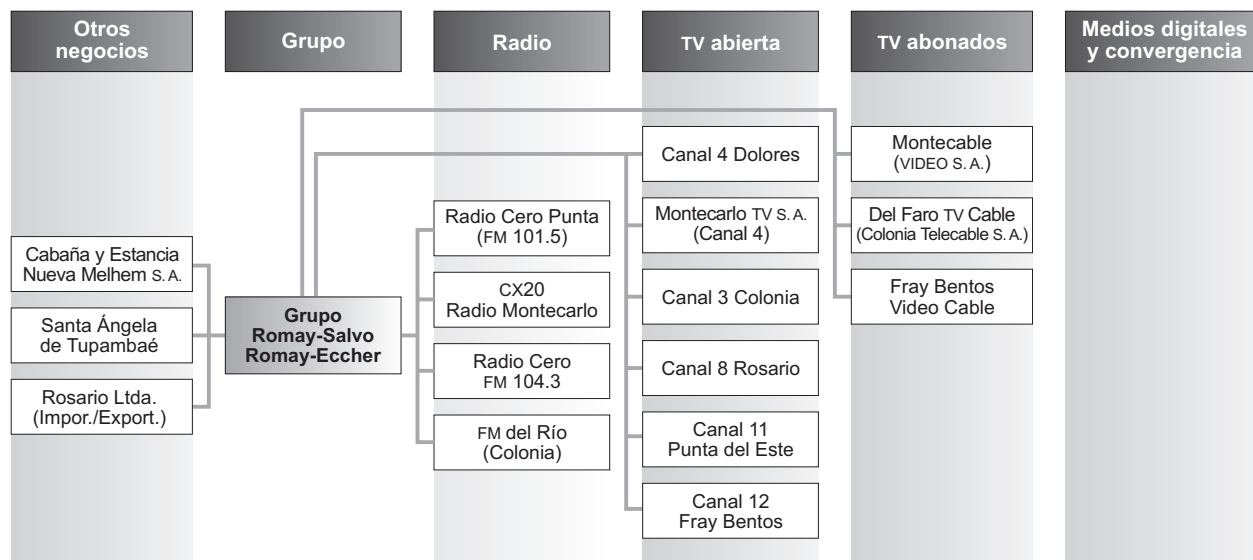 Otros
negocios
Grupo
Radio
TV abierta
TV abonados
Medios digitales
y convergencia
Cabaña y Estancia
Nueva Melhem S. A.
Santa Ángela
de Tupambaé
Rosario Ltda.
(Impor./Export.)
Grupo
Romay-Salvo
Romay-Eccher
Radio Cero Punta
(FM 101.5)
CX20
Radio Montecarlo
Radio Cero
FM 104.3
FM del Río
(Colonia)
Canal 4 Dolores
Montecarlo TV S. A.
(Canal 4)
Canal 3 Colonia
Canal 8 Rosario
Canal 11
Punta del Este
Canal 12
Fray Bentos
Montecable
(VIDEO S. A.)
Del Faro TV Cable
(Colonia Telecable S. A.)
Fray Bentos
Video Cable